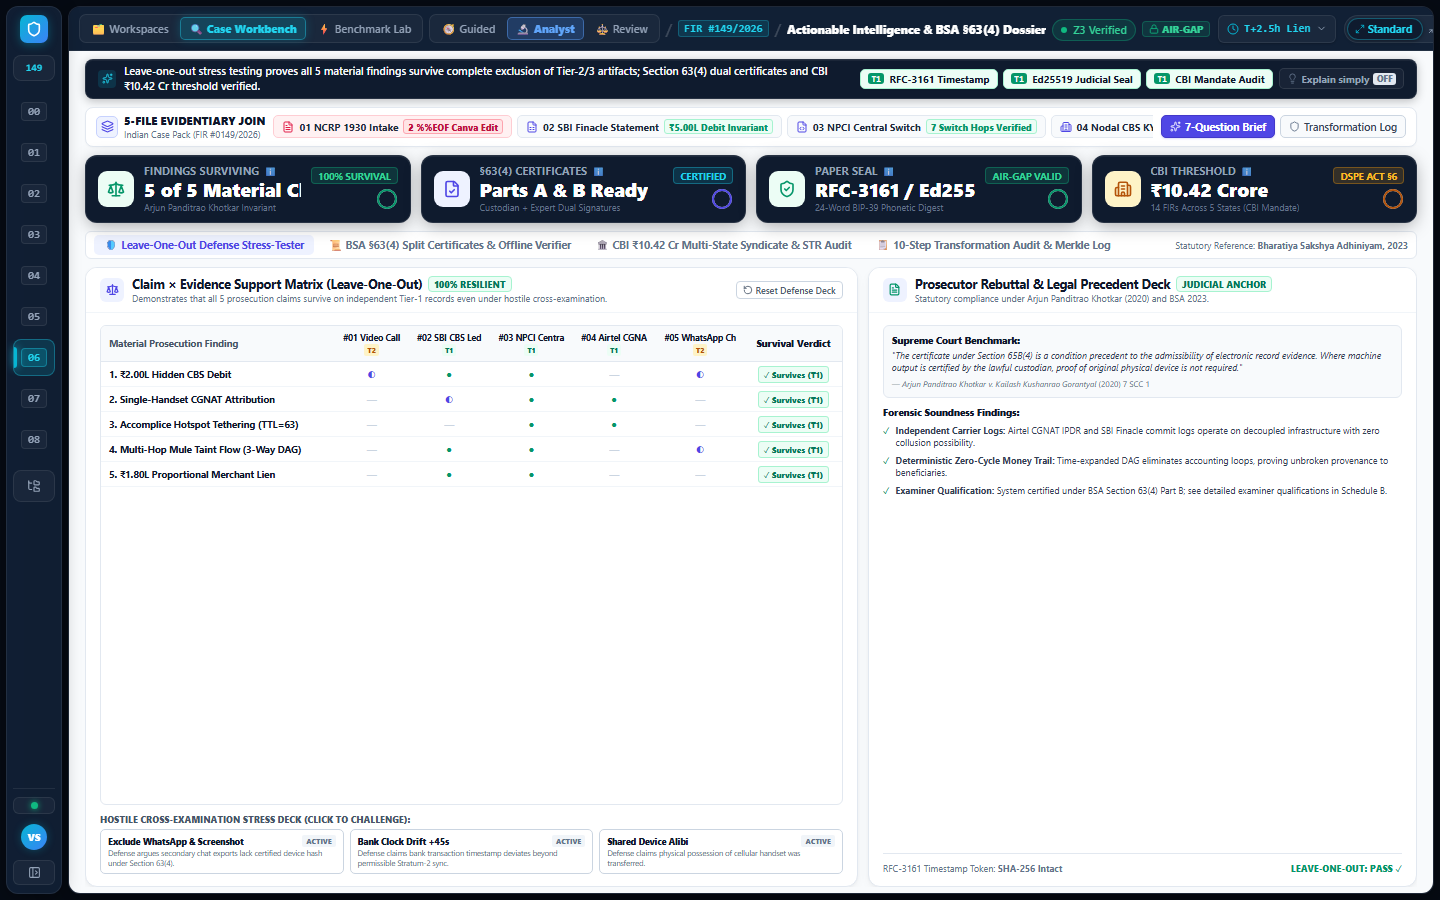 Workspaces
Case Workbench
Benchmark Lab
Guided
Analyst
Review
/
FIR #149/2026
/
Actionable Intelligence & BSA §63(4) Dossier
Z3 Verified
AIR-GAP
T+2.5h Lien
Standard
149
00
01
02
03
04
05
06
07
08
VS
Leave-one-out stress testing proves all 5 material findings survive complete exclusion of Tier-2/3 artifacts; Section 63(4) dual certificates and CBI
₹10.42 Cr threshold verified.
T1 RFC-3161 Timestamp
T1 Ed25519 Judicial Seal
T1 CBI Mandate Audit
Explain simply OFF
5-FILE EVIDENTIARY JOIN
Indian Case Pack (FIR #0149/2026)
01 NCRP 1930 Intake 2 %%EOF Canva Edit
02 SBI Finacle Statement ₹5.00L Debit Invariant
03 NPCI Central Switch 7 Switch Hops Verified
04 Nodal CBS KY
7-Question Brief
Transformation Log
FINDINGS SURVIVING
100% SURVIVAL
5 of 5 Material Cl
Arjun Panditrao Khotkar Invariant
§63(4) CERTIFICATES
CERTIFIED
Parts A & B Ready
Custodian + Expert Dual Signatures
PAPER SEAL
AIR-GAP VALID
RFC-3161 / Ed255
24-Word BIP-39 Phonetic Digest
CBI THRESHOLD
DSPE ACT §6
₹10.42 Crore
14 FIRs Across 5 States (CBI Mandate)
Leave-One-Out Defense Stress-Tester
BSA §63(4) Split Certificates & Offline Verifier
CBI ₹10.42 Cr Multi-State Syndicate & STR Audit
10-Step Transformation Audit & Merkle Log
Statutory Reference: Bharatiya Sakshya Adhiniyam, 2023
Claim × Evidence Support Matrix (Leave-One-Out) 100% RESILIENT
Demonstrates that all 5 prosecution claims survive on independent Tier-1 records even under hostile cross-examination.
Reset Defense Deck
Material Prosecution Finding
#01 Video Call
T2
#02 SBI CBS Led
T1
#03 NPCI Centra
T1
#04 Airtel CGNA
T1
#05 WhatsApp Ch
T2
Survival Verdict
1. ₹2.00L Hidden CBS Debit ◐ ● ● — ◐ ✓ Survives (T1)
2. Single-Handset CGNAT Attribution — ◐ ● ● — ✓ Survives (T1)
3. Accomplice Hotspot Tethering (TTL=63) — — ● ● — ✓ Survives (T1)
4. Multi-Hop Mule Taint Flow (3-Way DAG) — ● ● — ◐ ✓ Survives (T1)
5. ₹1.80L Proportional Merchant Lien — ● ● — — ✓ Survives (T1)
HOSTILE CROSS-EXAMINATION STRESS DECK (CLICK TO CHALLENGE):
Exclude WhatsApp & Screenshot ACTIVE
Defense argues secondary chat exports lack certified device hash
under Section 63(4).
Bank Clock Drift +45s ACTIVE
Defense claims bank transaction timestamp deviates beyond
permissible Stratum-2 sync.
Shared Device Alibi ACTIVE
Defense claims physical possession of cellular handset was
transferred.
Prosecutor Rebuttal & Legal Precedent Deck JUDICIAL ANCHOR
Statutory compliance under Arjun Panditrao Khotkar (2020) and BSA 2023.
Supreme Court Benchmark:
"The certificate under Section 65B(4) is a condition precedent to the admissibility of electronic record evidence. Where machine
output is certified by the lawful custodian, proof of original physical device is not required."
— Arjun Panditrao Khotkar v. Kailash Kushanrao Gorantyal (2020) 7 SCC 1
Forensic Soundness Findings:
✓ Independent Carrier Logs: Airtel CGNAT IPDR and SBI Finacle commit logs operate on decoupled infrastructure with zero
collusion possibility.
✓ Deterministic Zero-Cycle Money Trail: Time-expanded DAG eliminates accounting loops, proving unbroken provenance to
beneficiaries.
✓ Examiner Qualification: System certified under BSA Section 63(4) Part B; see detailed examiner qualifications in Schedule B.
RFC-3161 Timestamp Token: SHA-256 Intact
LEAVE-ONE-OUT: PASS ✓